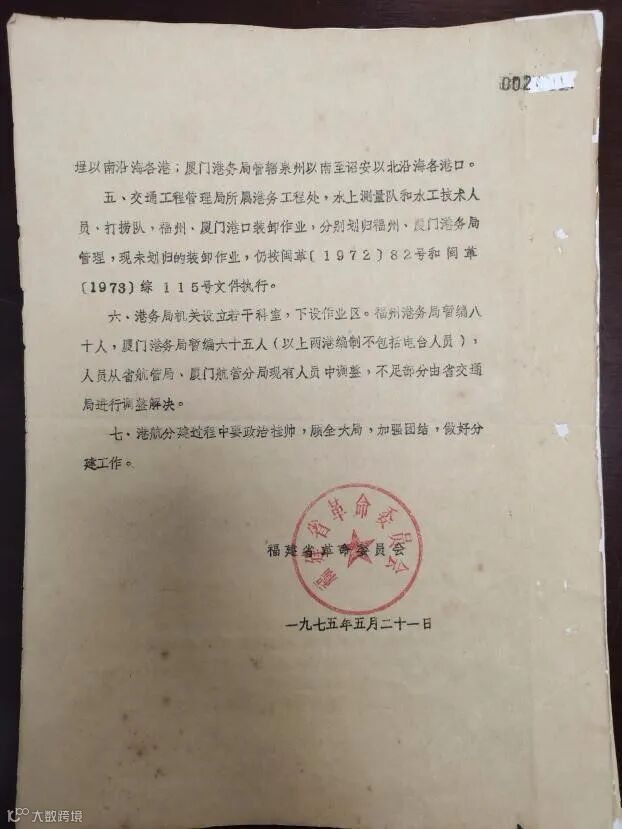 002
埕以南沿海各港；厦门港务局管辖泉州以南至诏安以北沿海各港口。
五、交通工程管理局所属港务工程处，水上测量队和水工技术人
员、打捞队，福州、厦门港口装卸作业，分别划归福州、厦门港务局
管理，现未划归的装卸作业，仍按闽革〔1972〕82号和闽革
〔1973〕综115号文件执行。
六、港务局机关设立若干科室，下设作业区。福州港务局暂编八
十人，厦门港务局暂编六十五人（以上两港编制不包括电台人员），
人员从省航管局、厦门航管分局现有人员中调整，不足部分由省交通
局进行调整解决。
七、港航分建过程中要政治挂帅，顾全大局，加强团结，做好分
建工作。
福建省革命委员会
福建省革命委员会
一九七五年五月二十一日
大数跨境